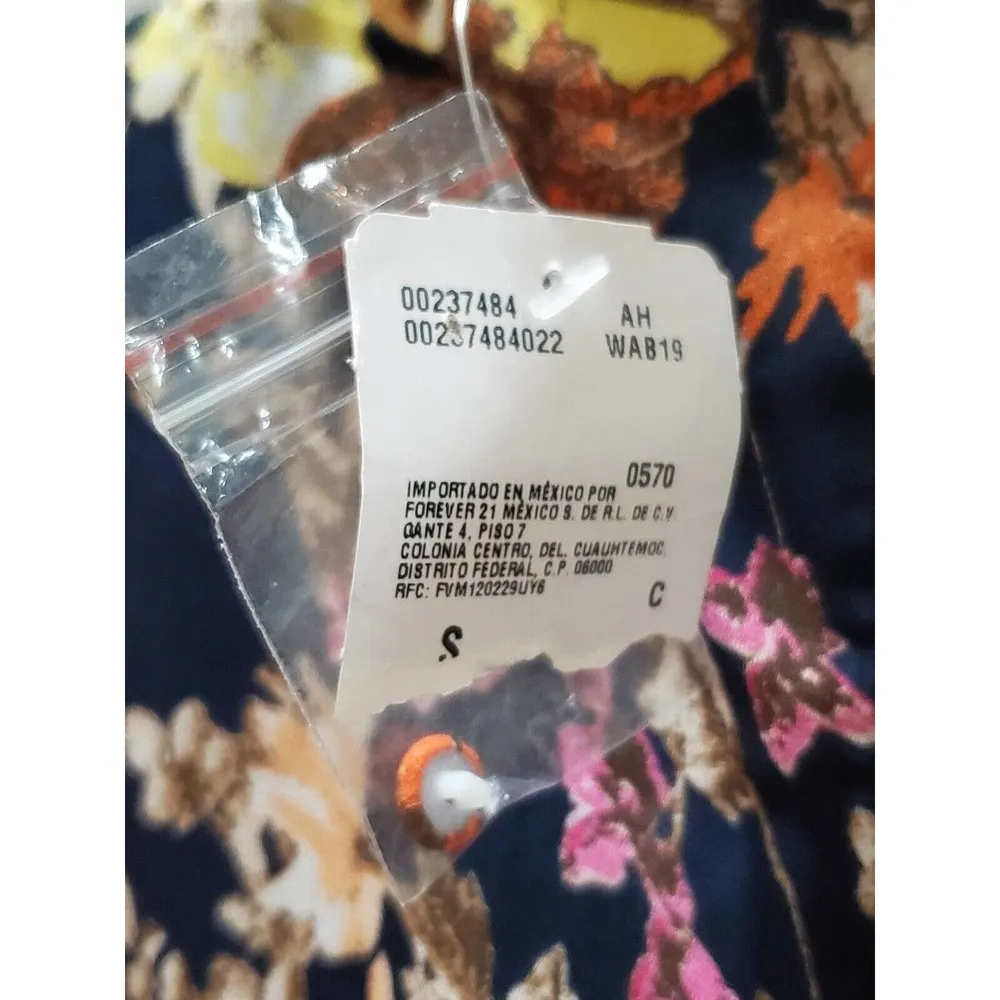 00237484 AH
00237484022 WAB19
0570
IMPORTADO EN MÉXICO POR
FOREVER 21 MÉXICO S. DE R.L. DE C.V.
GANTE 4, PISO 7
COLONIA CENTRO, DEL. CUAUHTEMOC,
DISTRITO FEDERAL, C.P. 06000
RFC: FVM120229UY6
C
S